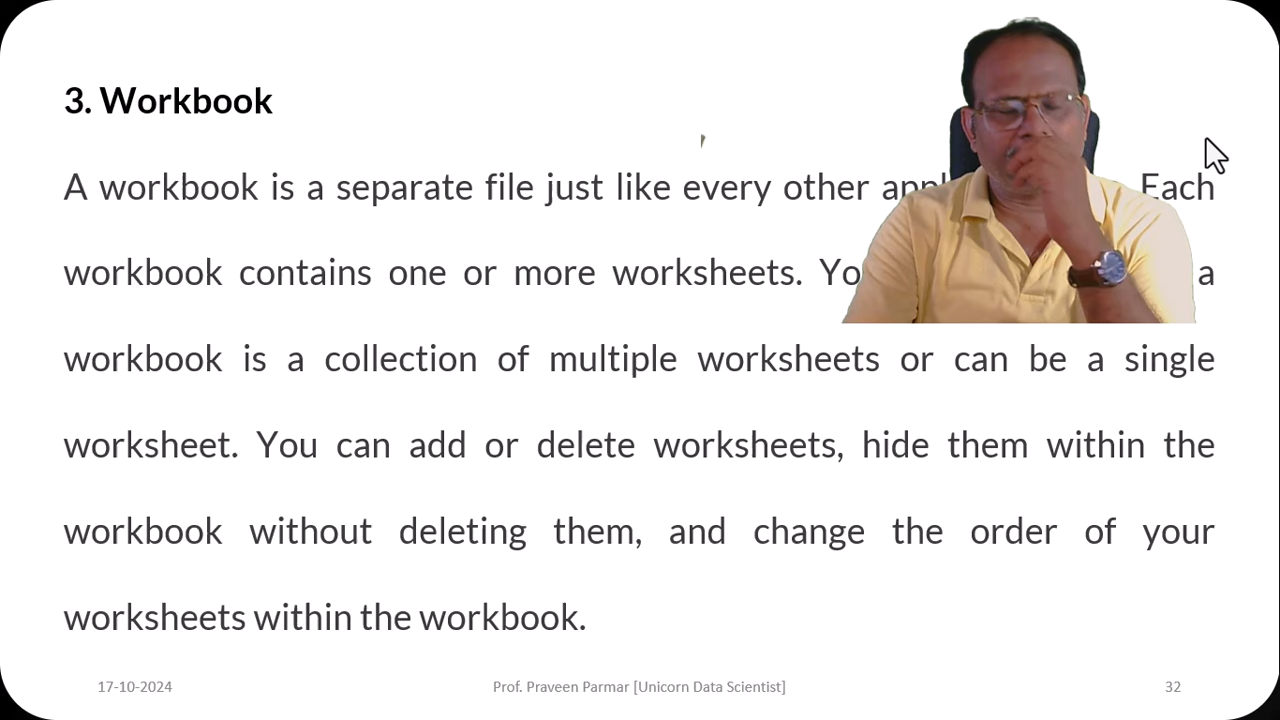 3. Workbook
A workbook is a separate file just like every other Each
workbook contains one or more worksheets. a
workbook is a collection of multiple worksheets or can be a single
worksheet. You can add or delete worksheets, hide them within the
workbook without deleting them, and change the order of your
worksheets within the workbook.
17-10-2024 Prof. Praveen Parmar [Unicorn Data Scientist] 32